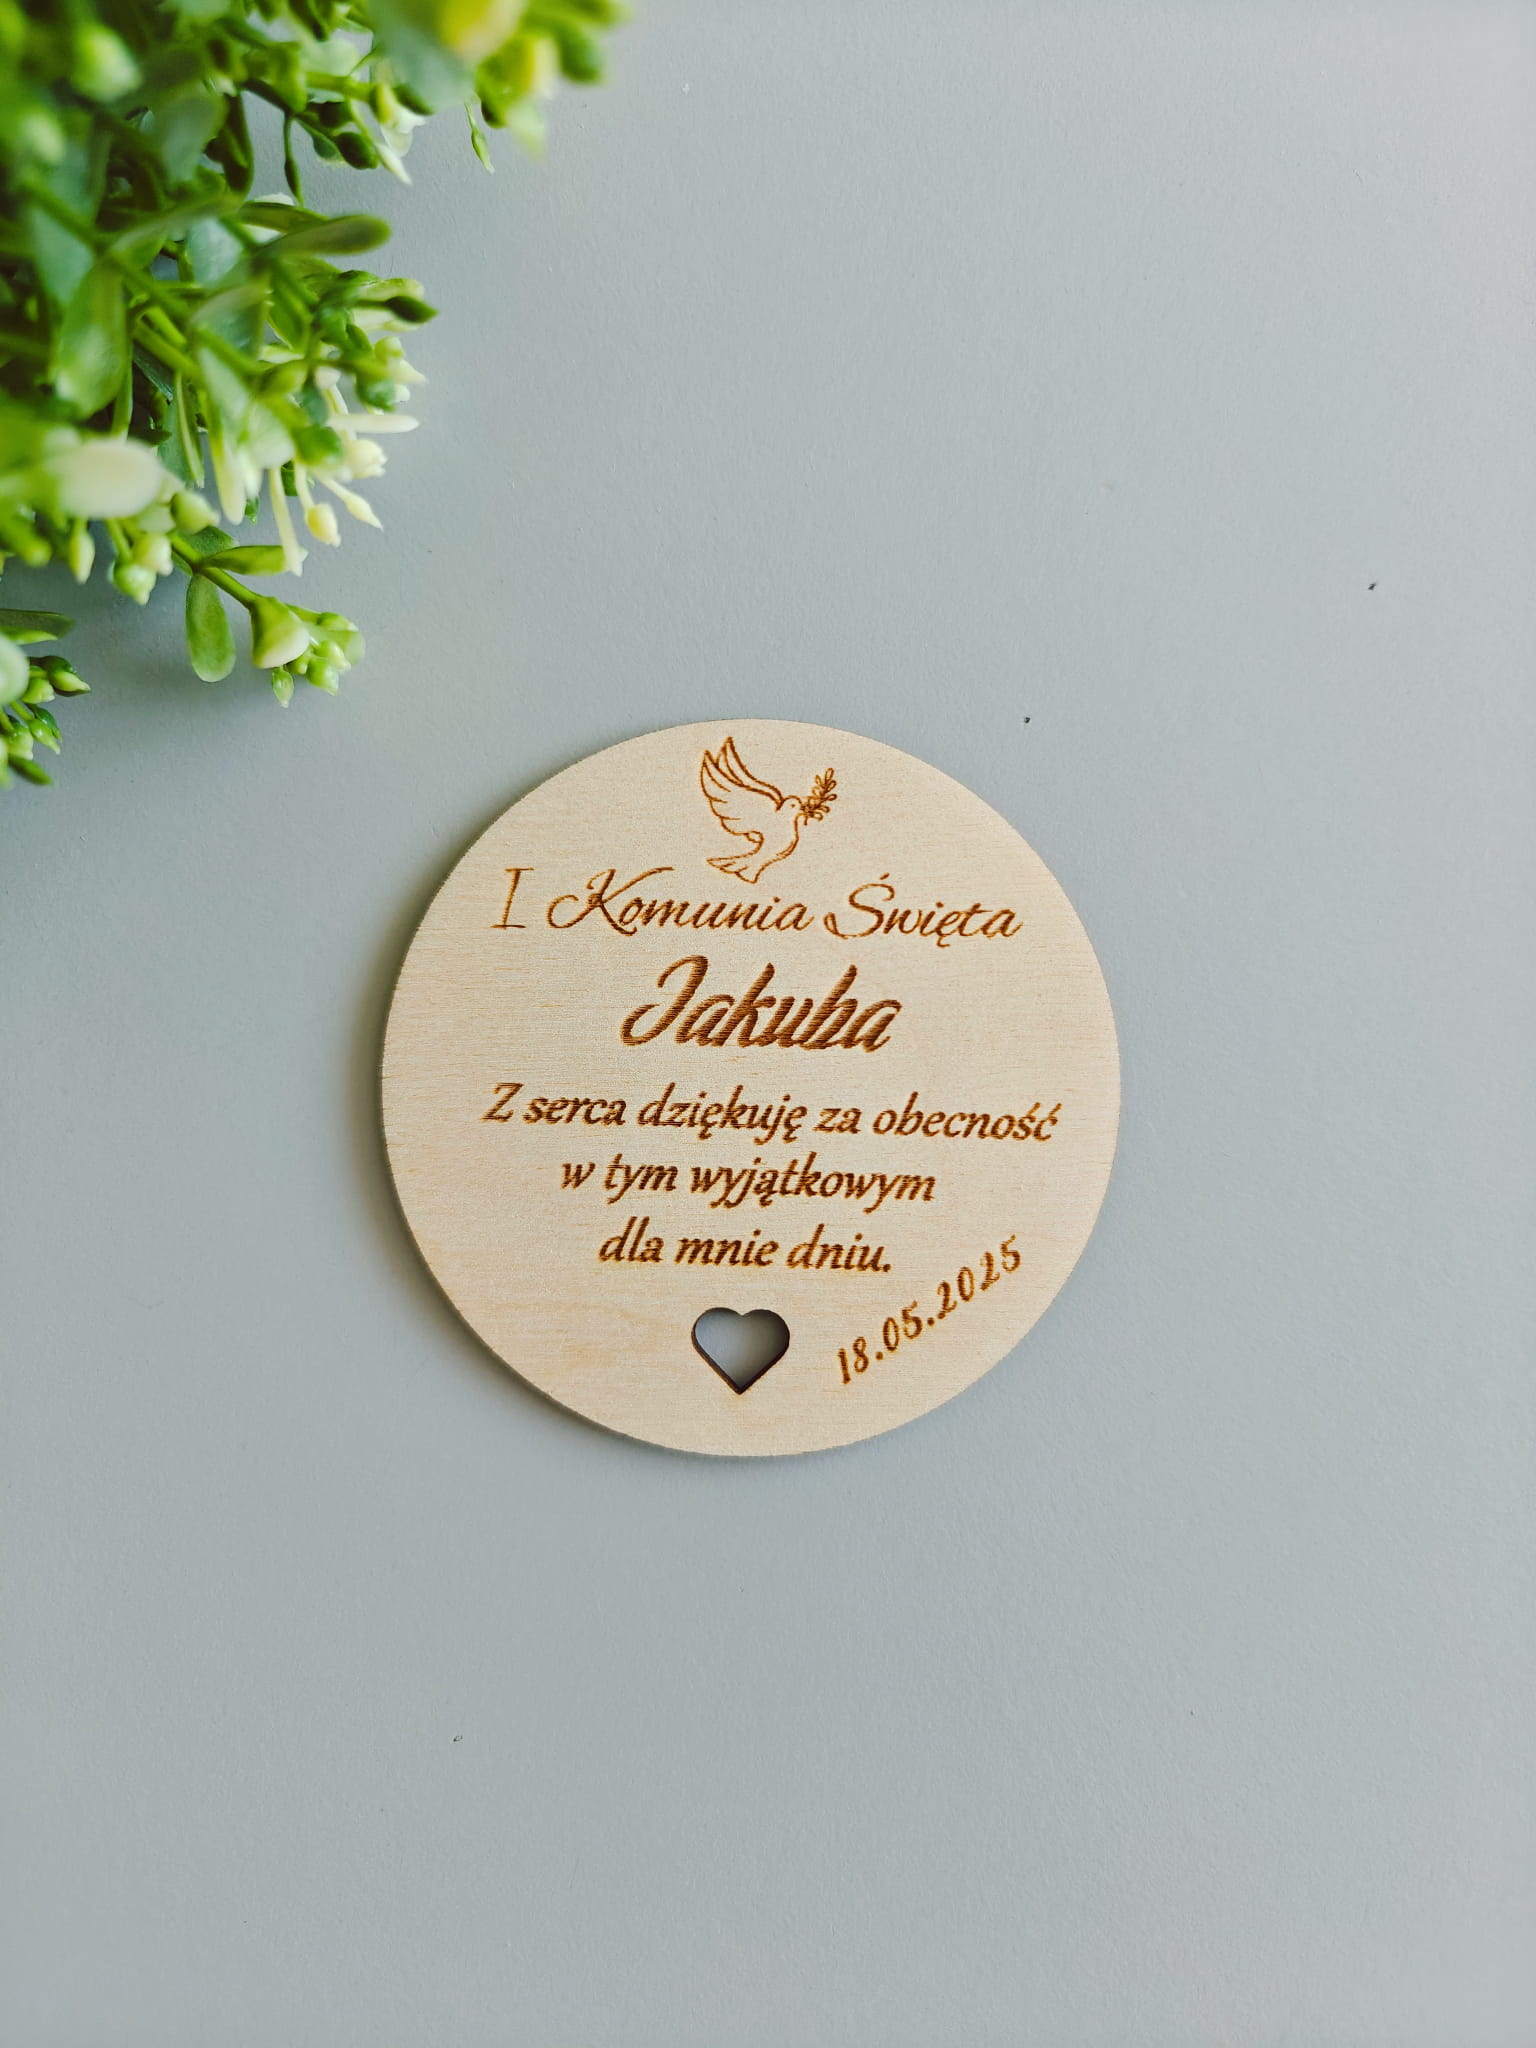 I Komunia Święta
Jakuba
Z serca dziękuję za obecność
w tym wyjątkowym
dla mnie dniu.
18.05.2025